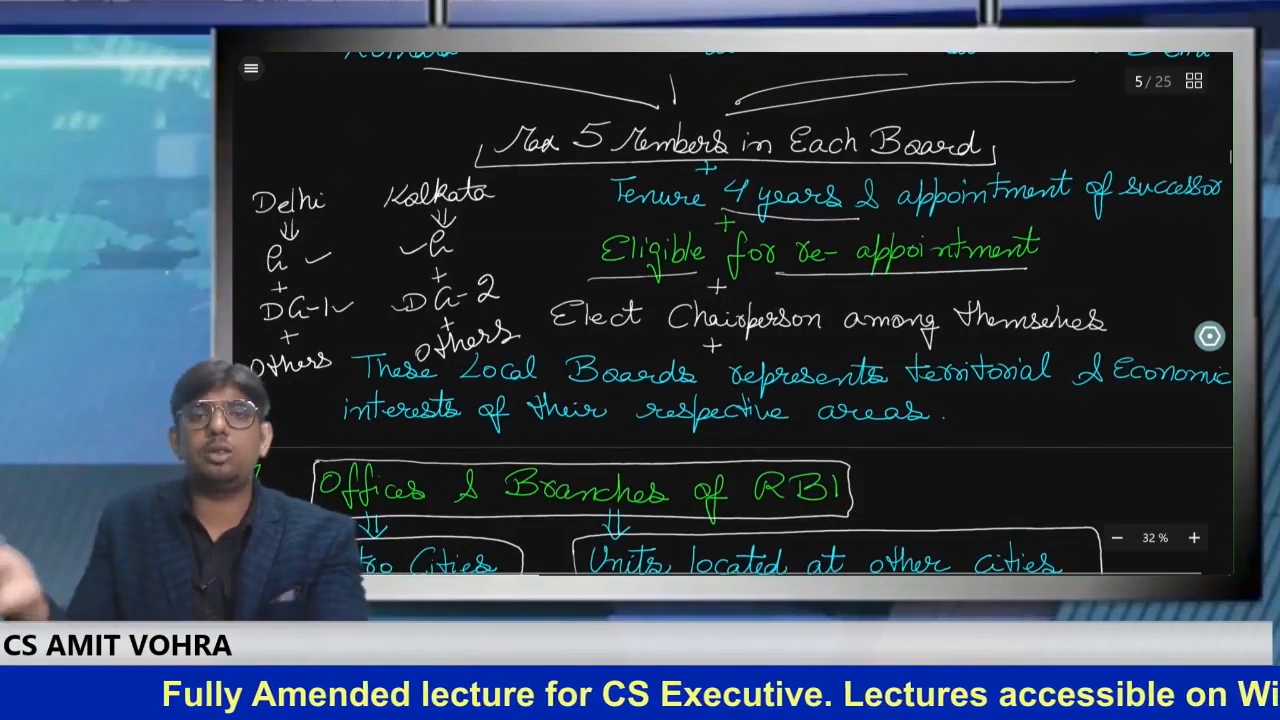 5 / 25
Max 5 Members in Each Board
+
Delhi
Kolkata
Tenure 4 years & appointment of successor
+
Eligible for re-appointment
+
+
+
DG-1
DG-2
Elect Chairperson among themselves
+
+
+
Others
Others
These Local Boards represents territorial & Economic
interests of their respective areas.
Offices & Branches of RBI
tro Cities
Units located at other cities
− 32 % +
CS AMIT VOHRA
Fully Amended lecture for CS Executive. Lectures accessible on Wi